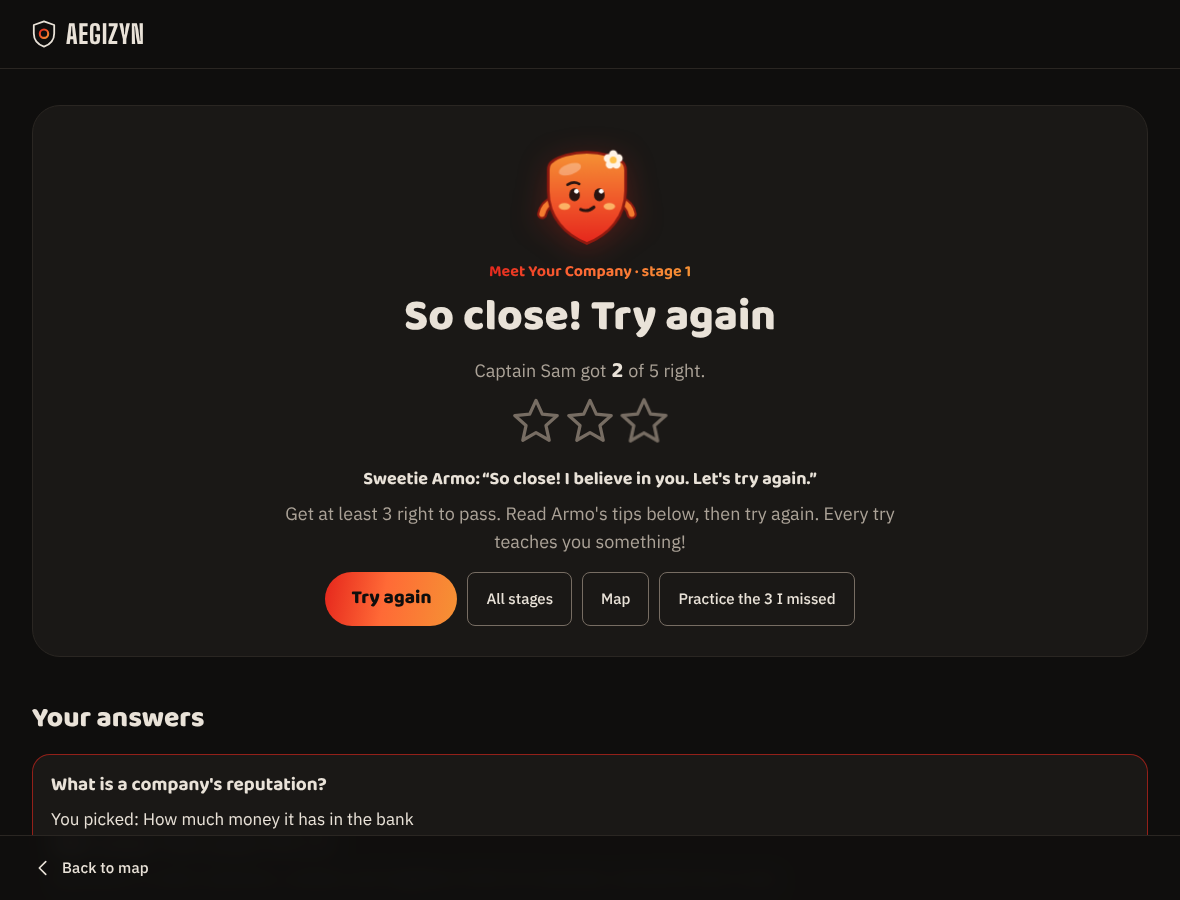 AEGIZYN
Meet Your Company · stage 1
So close! Try again
Captain Sam got 2 of 5 right.
Sweetie Armo: “So close! I believe in you. Let's try again.”
Get at least 3 right to pass. Read Armo's tips below, then try again. Every try
teaches you something!
Try again
All stages
Map
Practice the 3 I missed
Your answers
What is a company's reputation?
You picked: How much money it has in the bank
Back to map